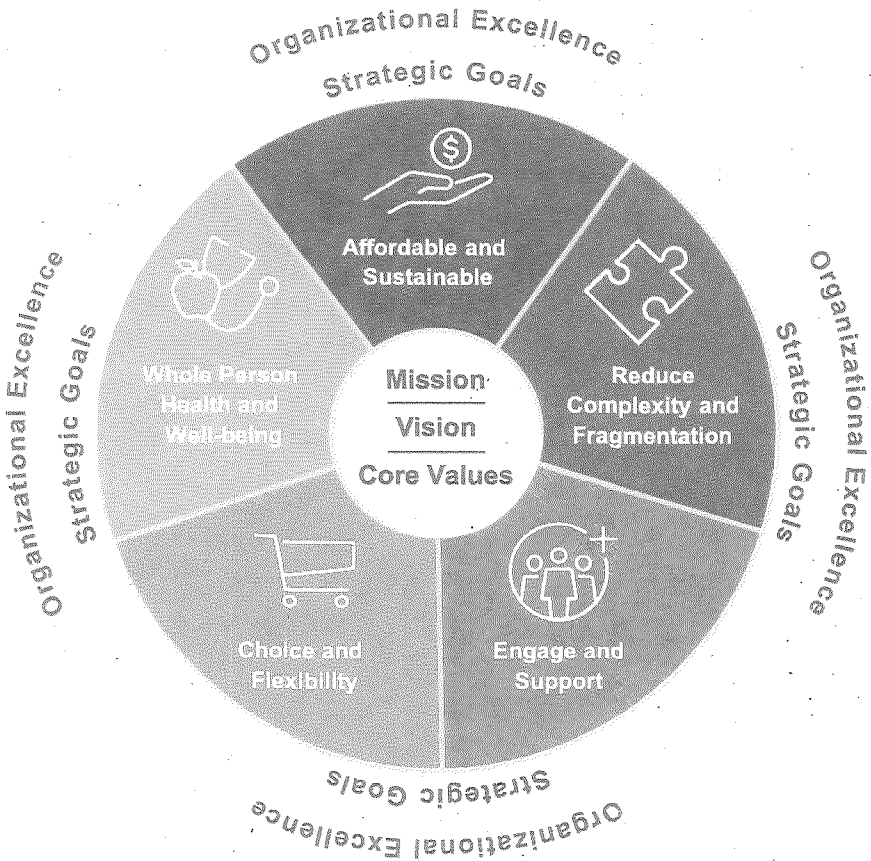 Organizational Excellence
Strategic Goals
$
Affordable and
Sustainable
Reduce
Complexity and
Fragmentation
Engage and
Support
Choice and
Flexibility
Whole Person
Health and
Well-being
Mission
Vision
Core Values
Organizational Excellence
Strategic Goals
Organizational Excellence
Strategic Goals
Strategic Goals
Organizational Excellence